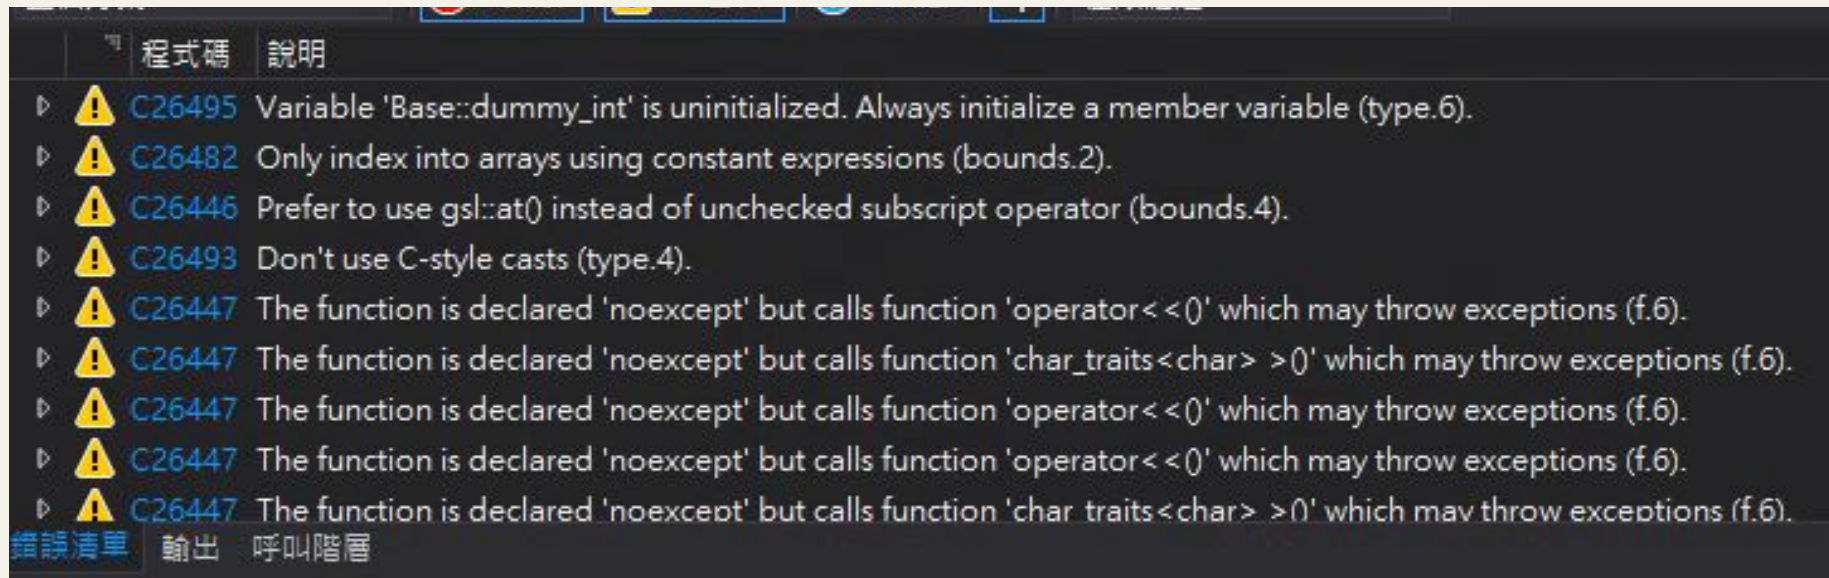 程式碼 說明
C26495 Variable 'Base::dummy_int' is uninitialized. Always initialize a member variable (type.6).
C26482 Only index into arrays using constant expressions (bounds.2).
C26446 Prefer to use gsl::at() instead of unchecked subscript operator (bounds.4).
C26493 Don't use C-style casts (type.4).
C26447 The function is declared 'noexcept' but calls function 'operator<<()' which may throw exceptions (f.6).
C26447 The function is declared 'noexcept' but calls function 'char_traits<char> >()' which may throw exceptions (f.6).
C26447 The function is declared 'noexcept' but calls function 'operator<<()' which may throw exceptions (f.6).
C26447 The function is declared 'noexcept' but calls function 'operator<<()' which may throw exceptions (f.6).
C26447 The function is declared 'noexcept' but calls function 'char_traits<char> >()' which may throw exceptions (f.6).
錯誤清單 輸出 呼叫階層